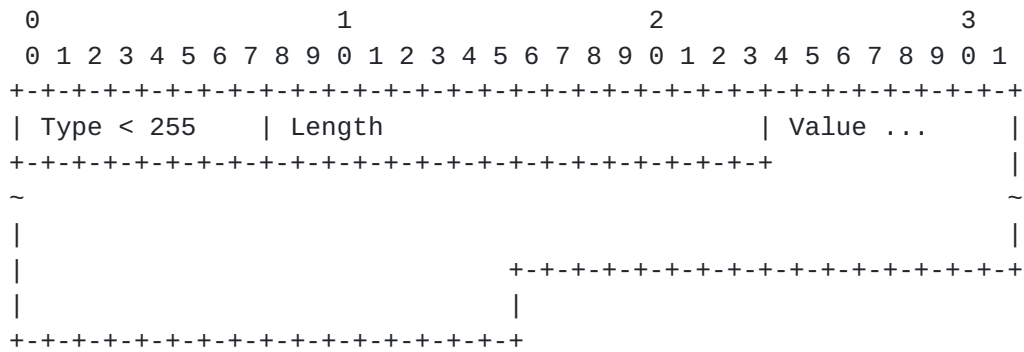 0                   1                   2                   3
 0 1 2 3 4 5 6 7 8 9 0 1 2 3 4 5 6 7 8 9 0 1 2 3 4 5 6 7 8 9 0 1
+-+-+-+-+-+-+-+-+-+-+-+-+-+-+-+-+-+-+-+-+-+-+-+-+-+-+-+-+-+-+-+-+
| Type < 255    | Length                        | Value ...     |
+-+-+-+-+-+-+-+-+-+-+-+-+-+-+-+-+-+-+-+-+-+-+-+-+               |
~                                                               ~
|                                                               |
|                               +-+-+-+-+-+-+-+-+-+-+-+-+-+-+-+-+
|                               |
+-+-+-+-+-+-+-+-+-+-+-+-+-+-+-+-+